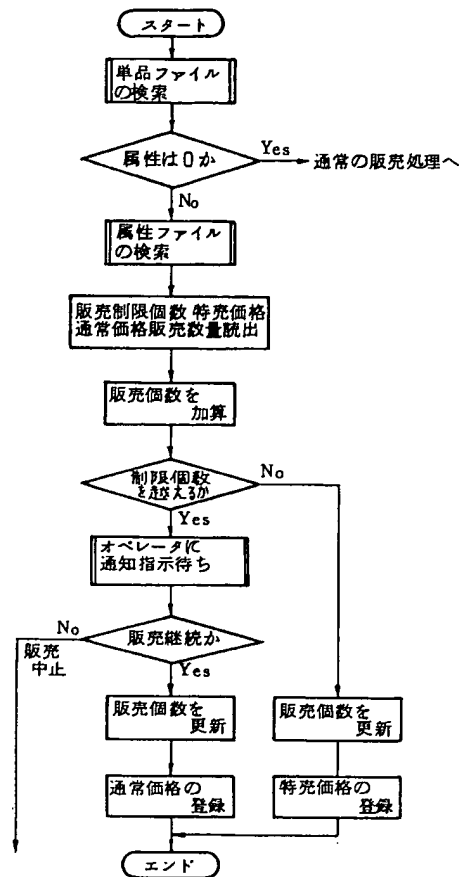 スタート
単品ファイル
の検索
属性は0か
Yes
通常の販売処理へ
No
属性ファイル
の検索
販売制限個数 特売価格
通常価格販売数量読出
販売個数を
加算
制限個数
を越えるか
No
Yes
オペレータに
通知指示待ち
No
販売継続か
販売
中止
Yes
販売個数を
更新
販売個数を
更新
通常価格の
登録
特売価格の
登録
エンド